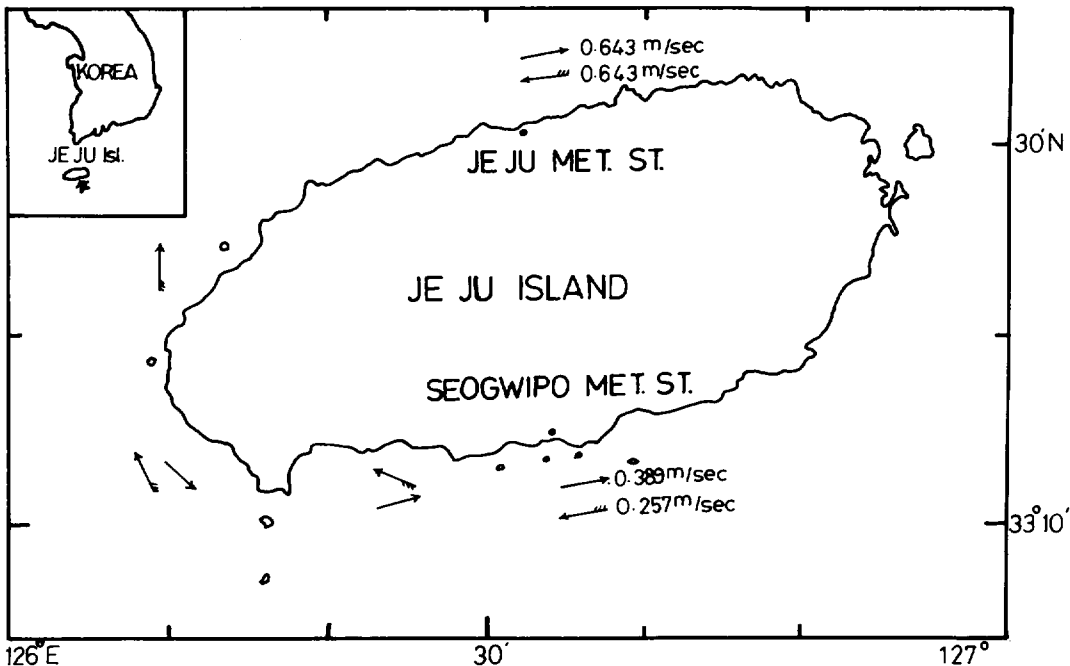 KOREA
JE JU Isl.
0.643 m/sec
0.643 m/sec
30'N
JE JU MET. ST.
JE JU ISLAND
SEOGWIPO MET. ST.
0.389 m/sec
0.257 m/sec
33°10'
126°E
30'
127°